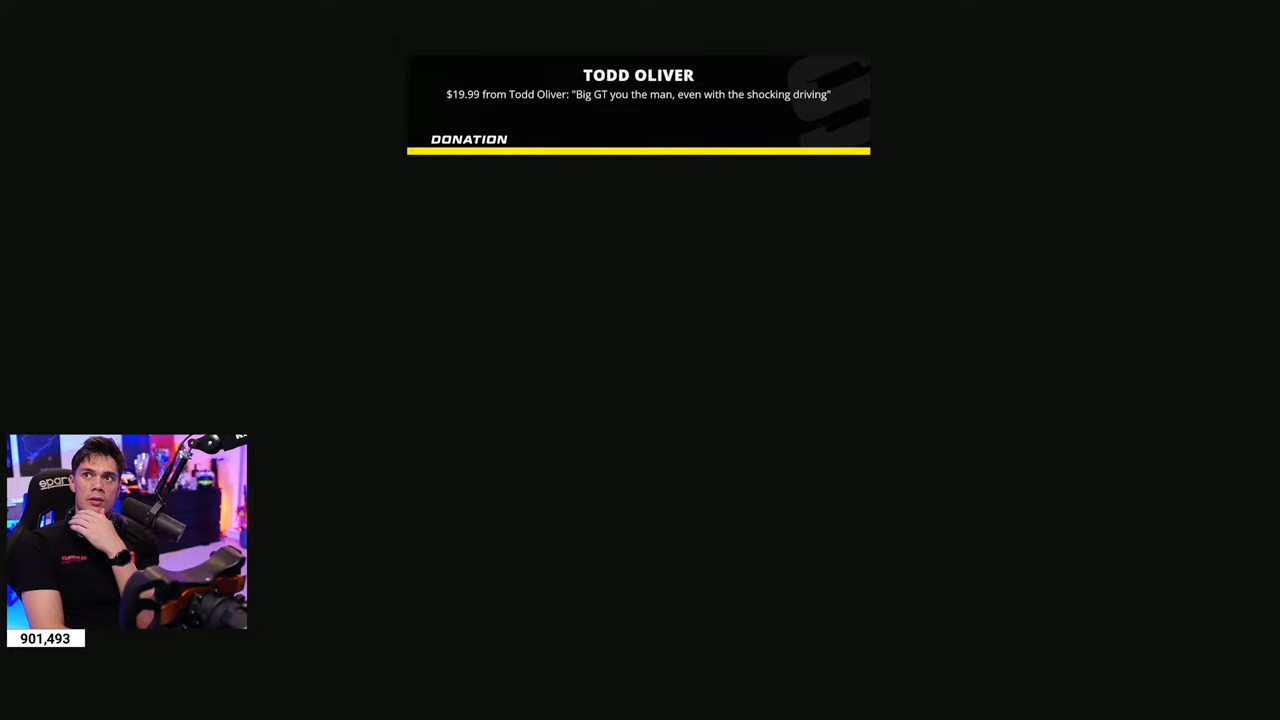 TODD OLIVER
$19.99 from Todd Oliver: "Big GT you the man, even with the shocking driving"
DONATION
901,493